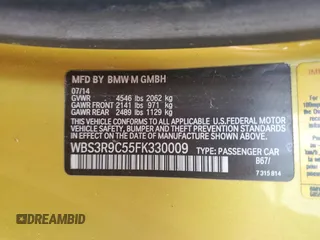 MFD BY BMW M GMBH
07/14
GVWR 4546 lbs 2062 kg
GAWR FRONT 2141 lbs 971 kg
GAWR REAR 2489 lbs 1129 kg
THIS VEHICLE CONFORMS TO ALL APPLICABLE U.S.FEDERAL MOTOR
VEHICLE SAFETY, BUMPER, AND THEFT PREVENTION STANDARDS IN
EFFECT ON THE DATE OF MANUFACTURE SHOWN ABOVE.
WBS3R9C55FK330009 TYPE: PASSENGER CAR
B67/
7 315 814
DREAMBID